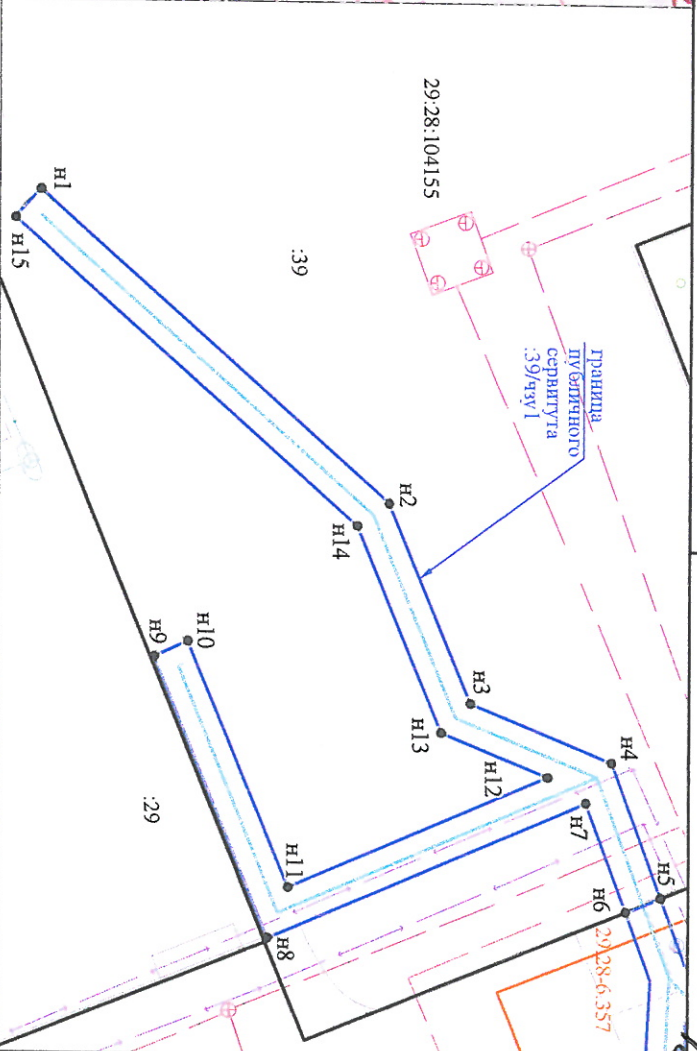 29:28:104155
:39
граница
публичного
сервитута
:39/чзу1
н1
н15
н2
н14
н3
н13
н4
н12
н5
н7
н6
29:28-6.357
н10
н9
н11
н8
:29